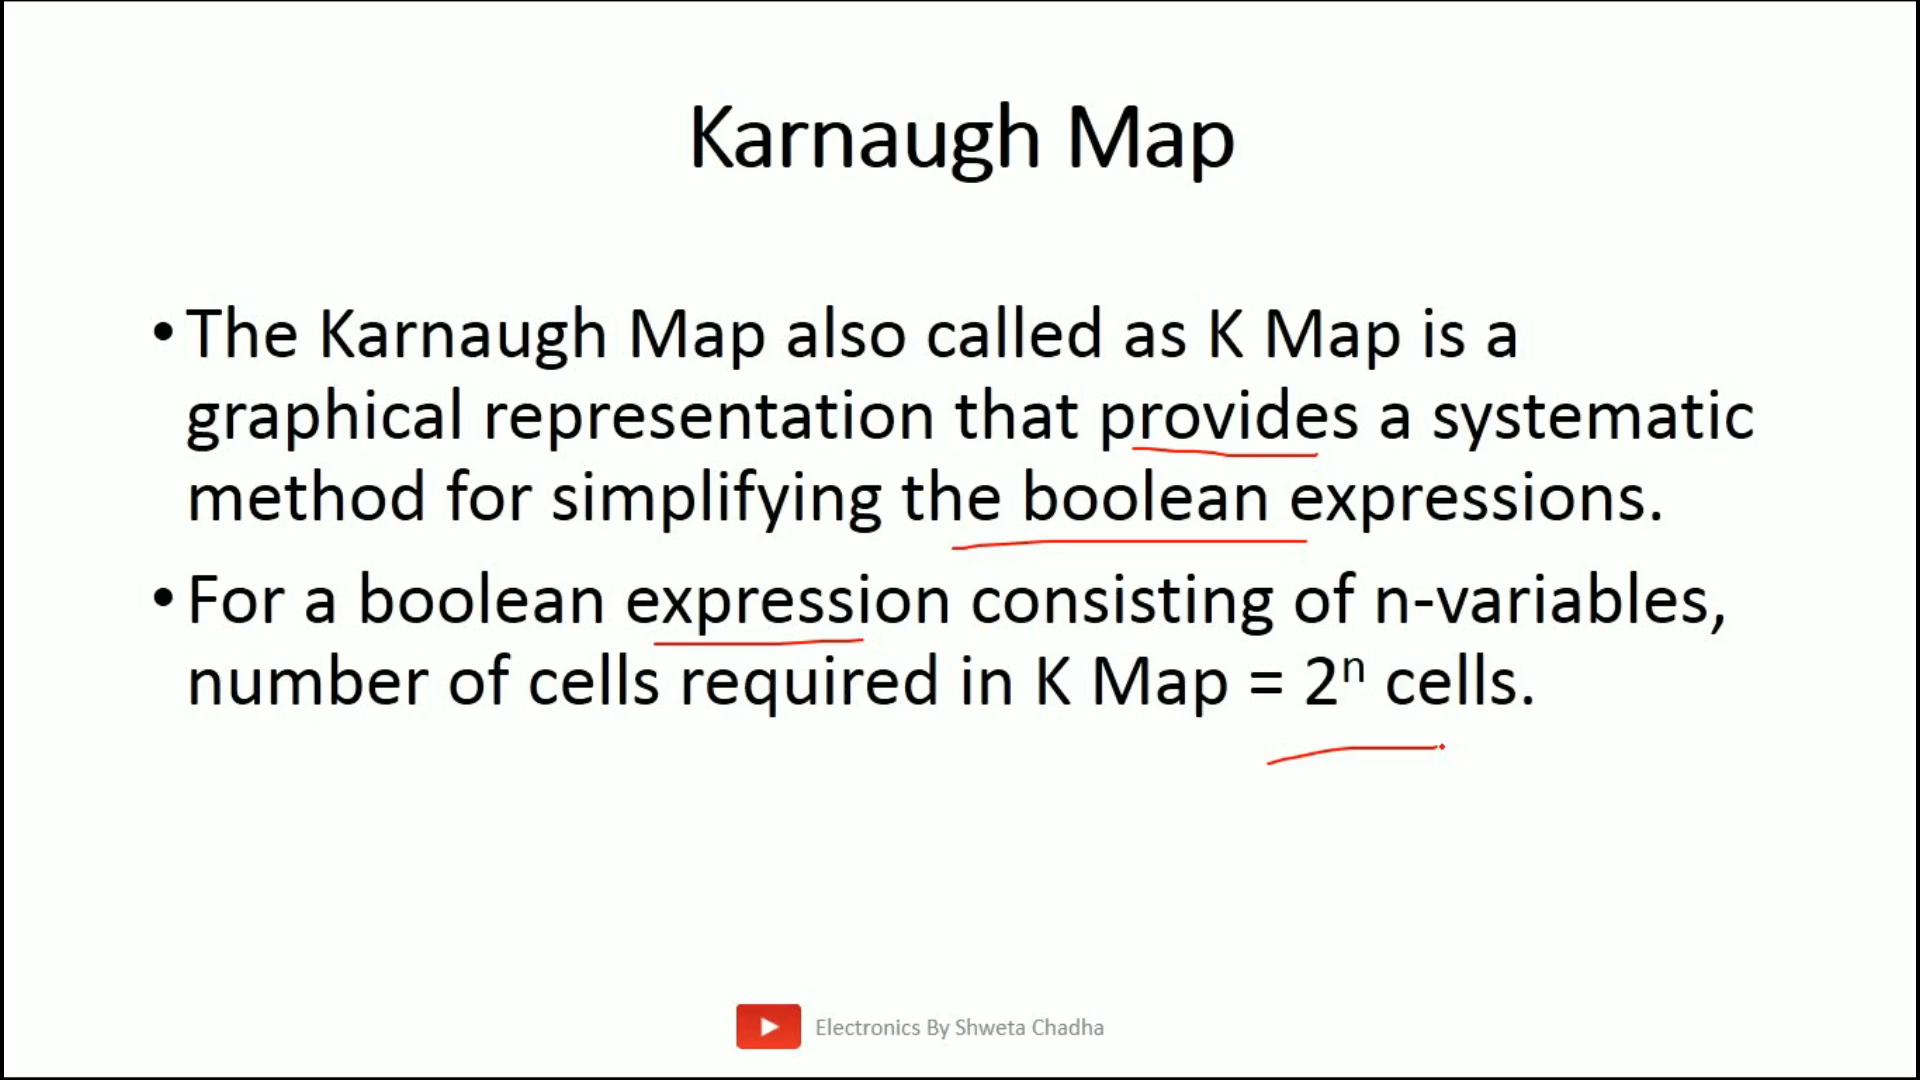 Karnaugh Map
• The Karnaugh Map also called as K Map is a
graphical representation that provides a systematic
method for simplifying the boolean expressions.
• For a boolean expression consisting of n-variables,
number of cells required in K Map = 2ⁿ cells.
Electronics By Shweta Chadha